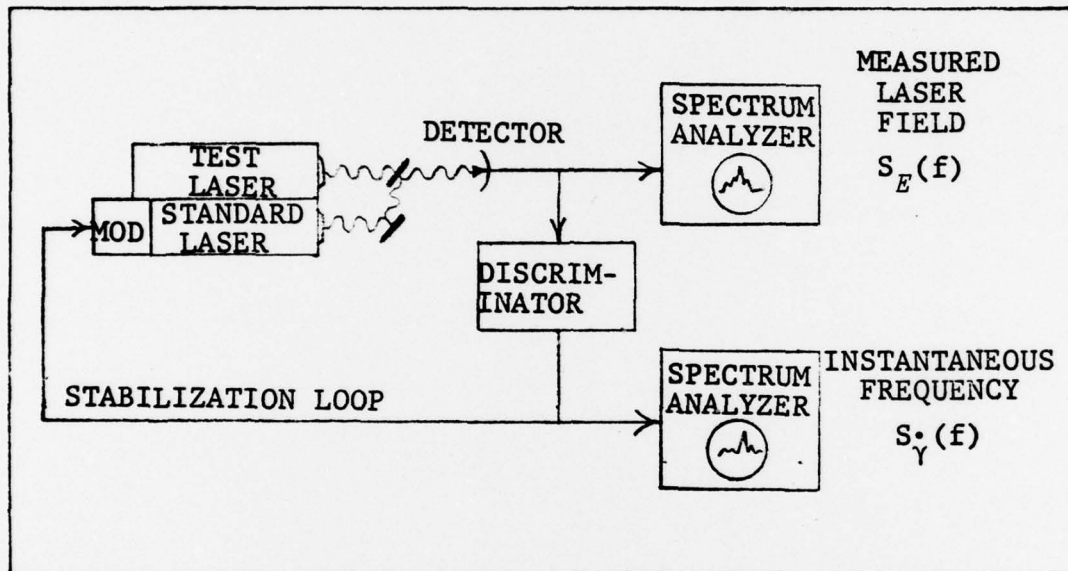 MEASURED
LASER
FIELD
S_E(f)
SPECTRUM
ANALYZER
DETECTOR
TEST
LASER
MOD
STANDARD
LASER
DISCRIM-
INATOR
STABILIZATION LOOP
SPECTRUM
ANALYZER
INSTANTANEOUS
FREQUENCY
S_γ̇(f)